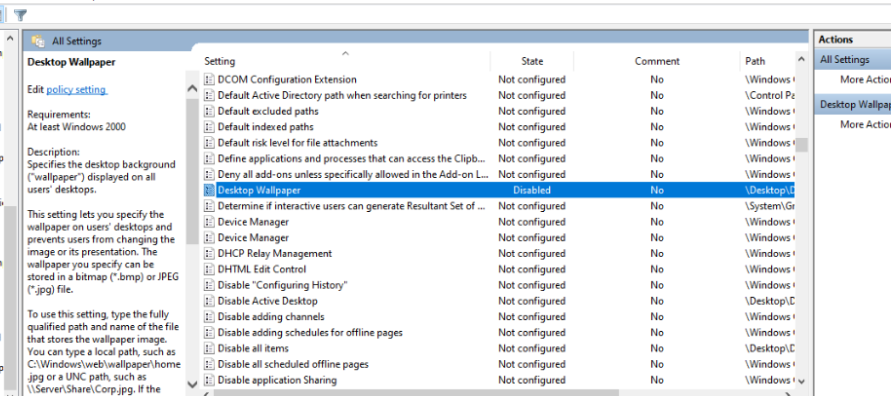 All Settings
Desktop Wallpaper
Edit policy setting
Requirements:
At least Windows 2000
Description:
Specifies the desktop background
("wallpaper") displayed on all
users' desktops.
This setting lets you specify the
wallpaper on users' desktops and
prevents users from changing the
image or its presentation. The
wallpaper you specify can be
stored in a bitmap (*.bmp) or JPEG
(*.jpg) file.
To use this setting, type the fully
qualified path and name of the file
that stores the wallpaper image.
You can type a local path, such as
C:\Windows\web\wallpaper\home
.jpg or a UNC path, such as
\\Server\Share\Corp.jpg. If the
Setting State Comment Path
DCOM Configuration Extension Not configured No \Windows
Default Active Directory path when searching for printers Not configured No \Control Pa
Default excluded paths Not configured No \Windows
Default indexed paths Not configured No \Windows
Default risk level for file attachments Not configured No \Windows
Define applications and processes that can access the Clipb... Not configured No \Windows
Deny all add-ons unless specifically allowed in the Add-on L... Not configured No \Windows
Desktop Wallpaper Disabled No \Desktop\D
Determine if interactive users can generate Resultant Set of ... Not configured No \System\Gr
Device Manager Not configured No \Windows
Device Manager Not configured No \Windows
DHCP Relay Management Not configured No \Windows
DHTML Edit Control Not configured No \Windows
Disable "Configuring History" Not configured No \Windows
Disable Active Desktop Not configured No \Desktop\D
Disable adding channels Not configured No \Windows
Disable adding schedules for offline pages Not configured No \Windows
Disable all items Not configured No \Desktop\D
Disable all scheduled offline pages Not configured No \Windows
Disable application Sharing Not configured No \Windows
Actions
All Settings
More Action
Desktop Wallpap
More Action